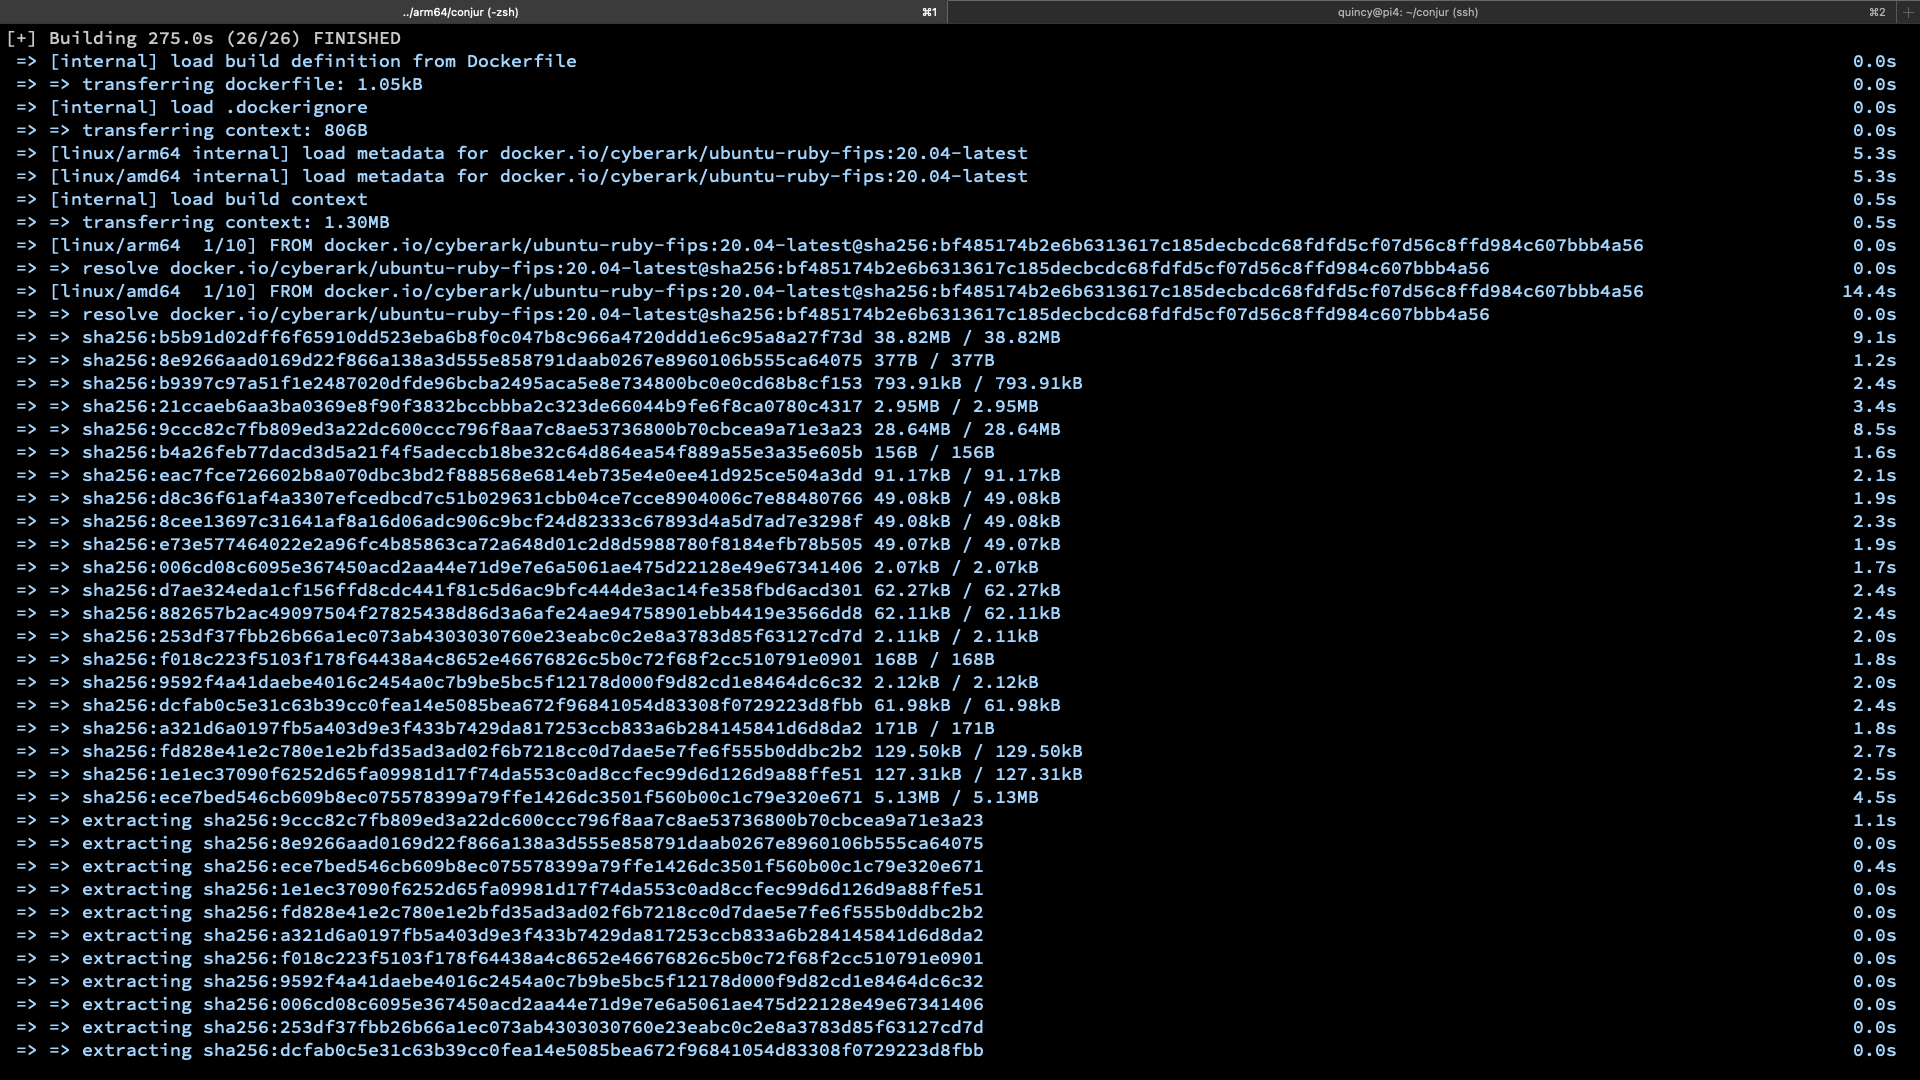 ../arm64/conjur (-zsh) ⌘1 quincy@pi4: ~/conjur (ssh) ⌘2 +
[+] Building 275.0s (26/26) FINISHED
=> [internal] load build definition from Dockerfile 0.0s
=> => transferring dockerfile: 1.05kB 0.0s
=> [internal] load .dockerignore 0.0s
=> => transferring context: 806B 0.0s
=> [linux/arm64 internal] load metadata for docker.io/cyberark/ubuntu-ruby-fips:20.04-latest 5.3s
=> [linux/amd64 internal] load metadata for docker.io/cyberark/ubuntu-ruby-fips:20.04-latest 5.3s
=> [internal] load build context 0.5s
=> => transferring context: 1.30MB 0.5s
=> [linux/arm64  1/10] FROM docker.io/cyberark/ubuntu-ruby-fips:20.04-latest@sha256:bf485174b2e6b6313617c185decbcdc68fdfd5cf07d56c8ffd984c607bbb4a56 0.0s
=> => resolve docker.io/cyberark/ubuntu-ruby-fips:20.04-latest@sha256:bf485174b2e6b6313617c185decbcdc68fdfd5cf07d56c8ffd984c607bbb4a56 0.0s
=> [linux/amd64  1/10] FROM docker.io/cyberark/ubuntu-ruby-fips:20.04-latest@sha256:bf485174b2e6b6313617c185decbcdc68fdfd5cf07d56c8ffd984c607bbb4a56 14.4s
=> => resolve docker.io/cyberark/ubuntu-ruby-fips:20.04-latest@sha256:bf485174b2e6b6313617c185decbcdc68fdfd5cf07d56c8ffd984c607bbb4a56 0.0s
=> => sha256:b5b91d02dff6f65910dd523eba6b8f0c047b8c966a4720ddd1e6c95a8a27f73d 38.82MB / 38.82MB 9.1s
=> => sha256:8e9266aad0169d22f866a138a3d555e858791daab0267e8960106b555ca64075 377B / 377B 1.2s
=> => sha256:b9397c97a51f1e2487020dfde96bcba2495aca5e8e734800bc0e0cd68b8cf153 793.91kB / 793.91kB 2.4s
=> => sha256:21ccaeb6aa3ba0369e8f90f3832bccbbba2c323de66044b9fe6f8ca0780c4317 2.95MB / 2.95MB 3.4s
=> => sha256:9ccc82c7fb809ed3a22dc600ccc796f8aa7c8ae53736800b70cbcea9a71e3a23 28.64MB / 28.64MB 8.5s
=> => sha256:b4a26feb77dacd3d5a21f4f5adeccb18be32c64d864ea54f889a55e3a35e605b 156B / 156B 1.6s
=> => sha256:eac7fce726602b8a070dbc3bd2f888568e6814eb735e4e0ee41d925ce504a3dd 91.17kB / 91.17kB 2.1s
=> => sha256:d8c36f61af4a3307efcedbcd7c51b029631cbb04ce7cce8904006c7e88480766 49.08kB / 49.08kB 1.9s
=> => sha256:8cee13697c31641af8a16d06adc906c9bcf24d82333c67893d4a5d7ad7e3298f 49.08kB / 49.08kB 2.3s
=> => sha256:e73e577464022e2a96fc4b85863ca72a648d01c2d8d5988780f8184efb78b505 49.07kB / 49.07kB 1.9s
=> => sha256:006cd08c6095e367450acd2aa44e71d9e7e6a5061ae475d22128e49e67341406 2.07kB / 2.07kB 1.7s
=> => sha256:d7ae324eda1cf156ffd8cdc441f81c5d6ac9bfc444de3ac14fe358fbd6acd301 62.27kB / 62.27kB 2.4s
=> => sha256:882657b2ac49097504f27825438d86d3a6afe24ae94758901ebb4419e3566dd8 62.11kB / 62.11kB 2.4s
=> => sha256:253df37fbb26b66a1ec073ab4303030760e23eabc0c2e8a3783d85f63127cd7d 2.11kB / 2.11kB 2.0s
=> => sha256:f018c223f5103f178f64438a4c8652e46676826c5b0c72f68f2cc510791e0901 168B / 168B 1.8s
=> => sha256:9592f4a41daebe4016c2454a0c7b9be5bc5f12178d000f9d82cd1e8464dc6c32 2.12kB / 2.12kB 2.0s
=> => sha256:dcfab0c5e31c63b39cc0fea14e5085bea672f96841054d83308f0729223d8fbb 61.98kB / 61.98kB 2.4s
=> => sha256:a321d6a0197fb5a403d9e3f433b7429da817253ccb833a6b284145841d6d8da2 171B / 171B 1.8s
=> => sha256:fd828e41e2c780e1e2bfd35ad3ad02f6b7218cc0d7dae5e7fe6f555b0ddbc2b2 129.50kB / 129.50kB 2.7s
=> => sha256:1e1ec37090f6252d65fa09981d17f74da553c0ad8ccfec99d6d126d9a88ffe51 127.31kB / 127.31kB 2.5s
=> => sha256:ece7bed546cb609b8ec075578399a79ffe1426dc3501f560b00c1c79e320e671 5.13MB / 5.13MB 4.5s
=> => extracting sha256:9ccc82c7fb809ed3a22dc600ccc796f8aa7c8ae53736800b70cbcea9a71e3a23 1.1s
=> => extracting sha256:8e9266aad0169d22f866a138a3d555e858791daab0267e8960106b555ca64075 0.0s
=> => extracting sha256:ece7bed546cb609b8ec075578399a79ffe1426dc3501f560b00c1c79e320e671 0.4s
=> => extracting sha256:1e1ec37090f6252d65fa09981d17f74da553c0ad8ccfec99d6d126d9a88ffe51 0.0s
=> => extracting sha256:fd828e41e2c780e1e2bfd35ad3ad02f6b7218cc0d7dae5e7fe6f555b0ddbc2b2 0.0s
=> => extracting sha256:a321d6a0197fb5a403d9e3f433b7429da817253ccb833a6b284145841d6d8da2 0.0s
=> => extracting sha256:f018c223f5103f178f64438a4c8652e46676826c5b0c72f68f2cc510791e0901 0.0s
=> => extracting sha256:9592f4a41daebe4016c2454a0c7b9be5bc5f12178d000f9d82cd1e8464dc6c32 0.0s
=> => extracting sha256:006cd08c6095e367450acd2aa44e71d9e7e6a5061ae475d22128e49e67341406 0.0s
=> => extracting sha256:253df37fbb26b66a1ec073ab4303030760e23eabc0c2e8a3783d85f63127cd7d 0.0s
=> => extracting sha256:dcfab0c5e31c63b39cc0fea14e5085bea672f96841054d83308f0729223d8fbb 0.0s